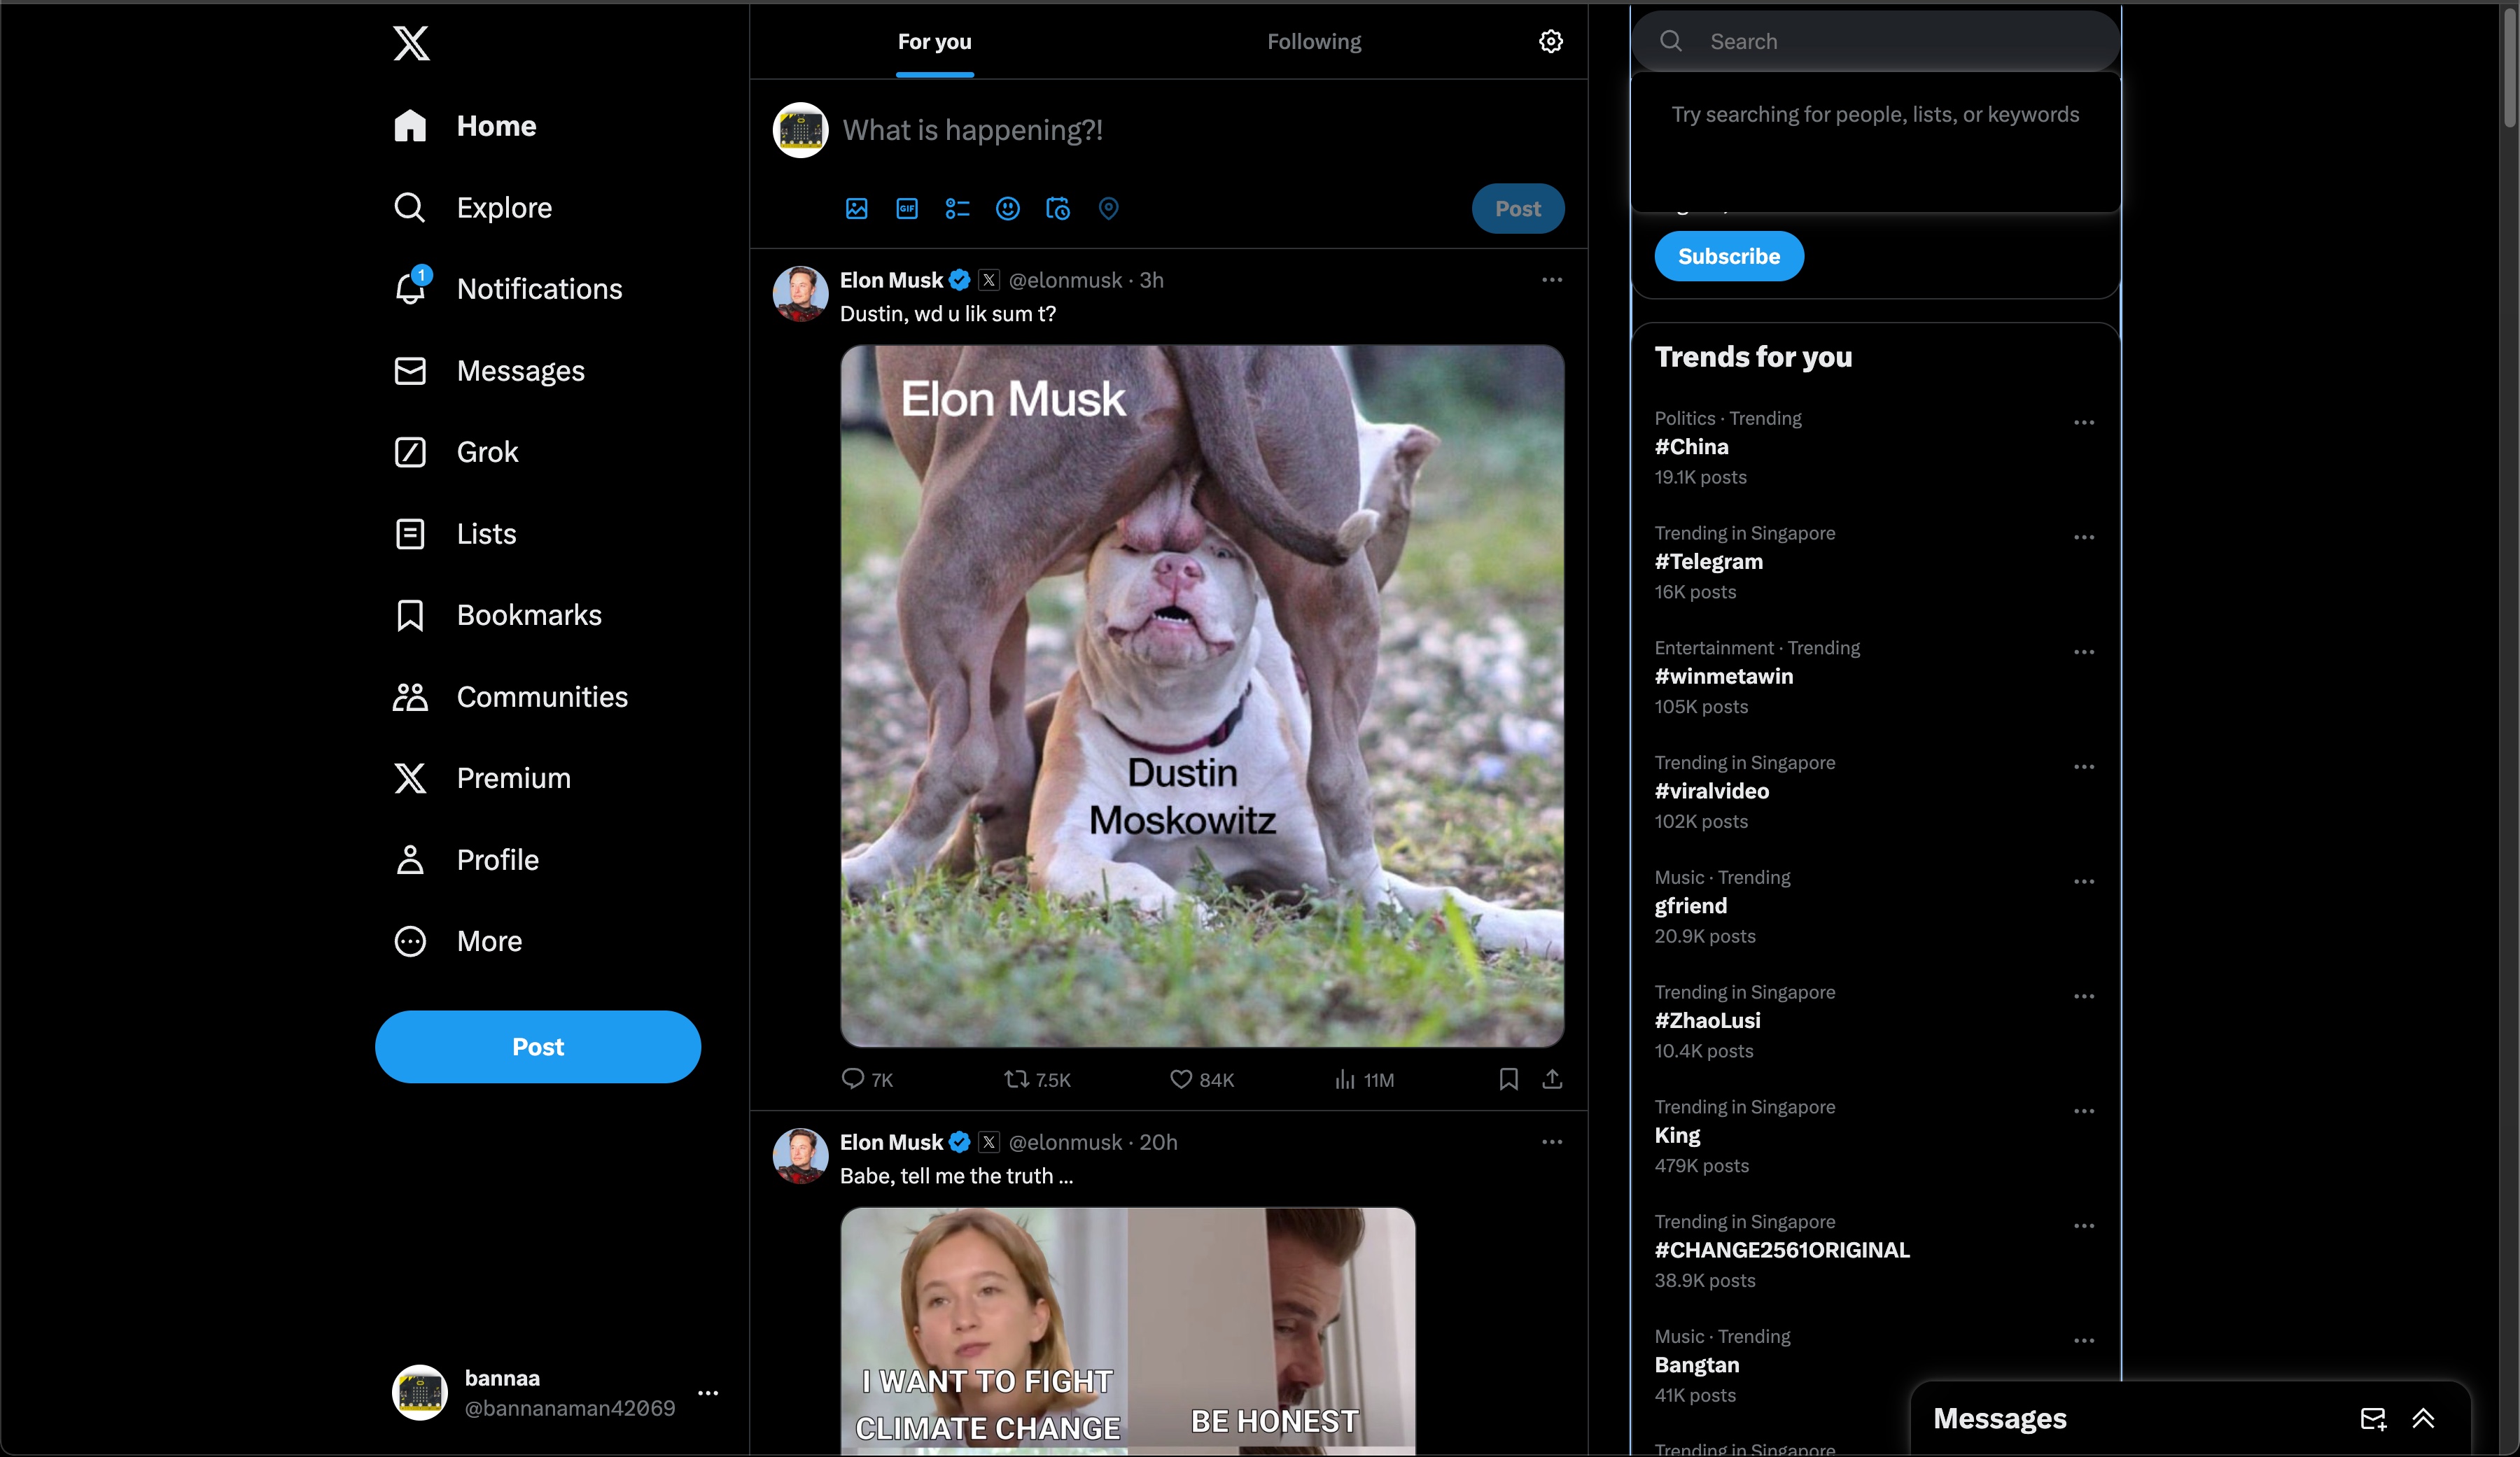 Home
Explore
1
Notifications
Messages
Grok
Lists
Bookmarks
Communities
Premium
Profile
More
Post
bannaa
@bannanaman42069
For you
Following
What is happening?!
GIF
Post
Elon Musk @elonmusk · 3h
Dustin, wd u lik sum t?
Elon Musk
Dustin
Moskowitz
7K
7.5K
84K
11M
Elon Musk @elonmusk · 20h
Babe, tell me the truth ...
I WANT TO FIGHT
CLIMATE CHANGE
BE HONEST
Search
Try searching for people, lists, or keywords
Subscribe
Trends for you
Politics · Trending
#China
19.1K posts
Trending in Singapore
#Telegram
16K posts
Entertainment · Trending
#winmetawin
105K posts
Trending in Singapore
#viralvideo
102K posts
Music · Trending
gfriend
20.9K posts
Trending in Singapore
#ZhaoLusi
10.4K posts
Trending in Singapore
King
479K posts
Trending in Singapore
#CHANGE2561ORIGINAL
38.9K posts
Music · Trending
Bangtan
41K posts
Trending in Singapore
Messages